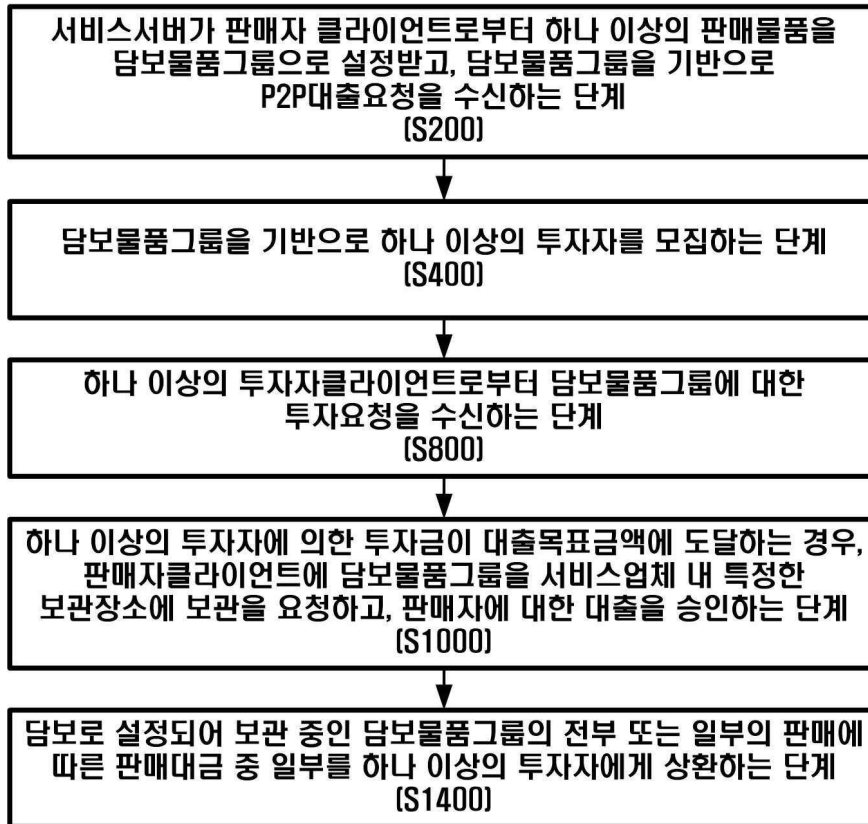 서비스서버가 판매자 클라이언트로부터 하나 이상의 판매물품을
담보물품그룹으로 설정받고, 담보물품그룹을 기반으로
P2P대출요청을 수신하는 단계
(S200)
담보물품그룹을 기반으로 하나 이상의 투자자를 모집하는 단계
(S400)
하나 이상의 투자자클라이언트로부터 담보물품그룹에 대한
투자요청을 수신하는 단계
(S800)
하나 이상의 투자자에 의한 투자금이 대출목표금액에 도달하는 경우,
판매자클라이언트에 담보물품그룹을 서비스업체 내 특정한
보관장소에 보관을 요청하고, 판매자에 대한 대출을 승인하는 단계
(S1000)
담보로 설정되어 보관 중인 담보물품그룹의 전부 또는 일부의 판매에
따른 판매대금 중 일부를 하나 이상의 투자자에게 상환하는 단계
(S1400)